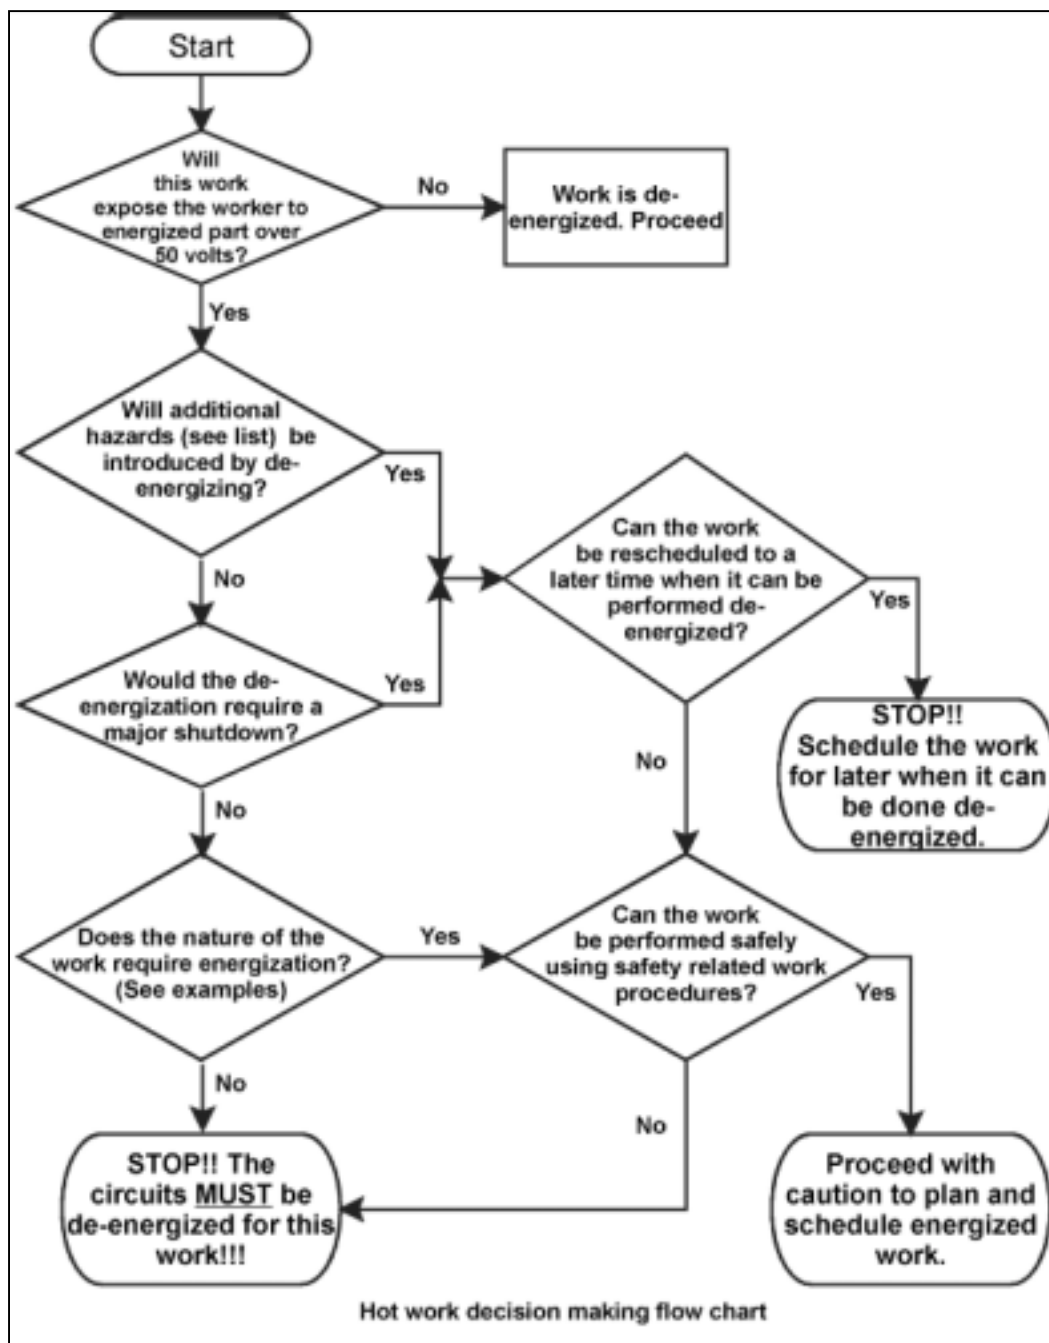 Start
Will
this work
expose the worker to
energized part over
50 volts?
No
Work is de-
energized. Proceed
Yes
Will additional
hazards (see list) be
introduced by de-
energizing?
Yes
Can the work
be rescheduled to a
later time when it can be
performed de-
energized?
Yes
No
Would the de-
energization require a
major shutdown?
Yes
STOP!!
Schedule the work
for later when it can
be done de-
energized.
No
No
Does the nature of the
work require energization?
(See examples)
Yes
Can the work
be performed safely
using safety related work
procedures?
Yes
No
No
STOP!! The
circuits MUST be
de-energized for this
work!!!
Proceed with
caution to plan and
schedule energized
work.
Hot work decision making flow chart